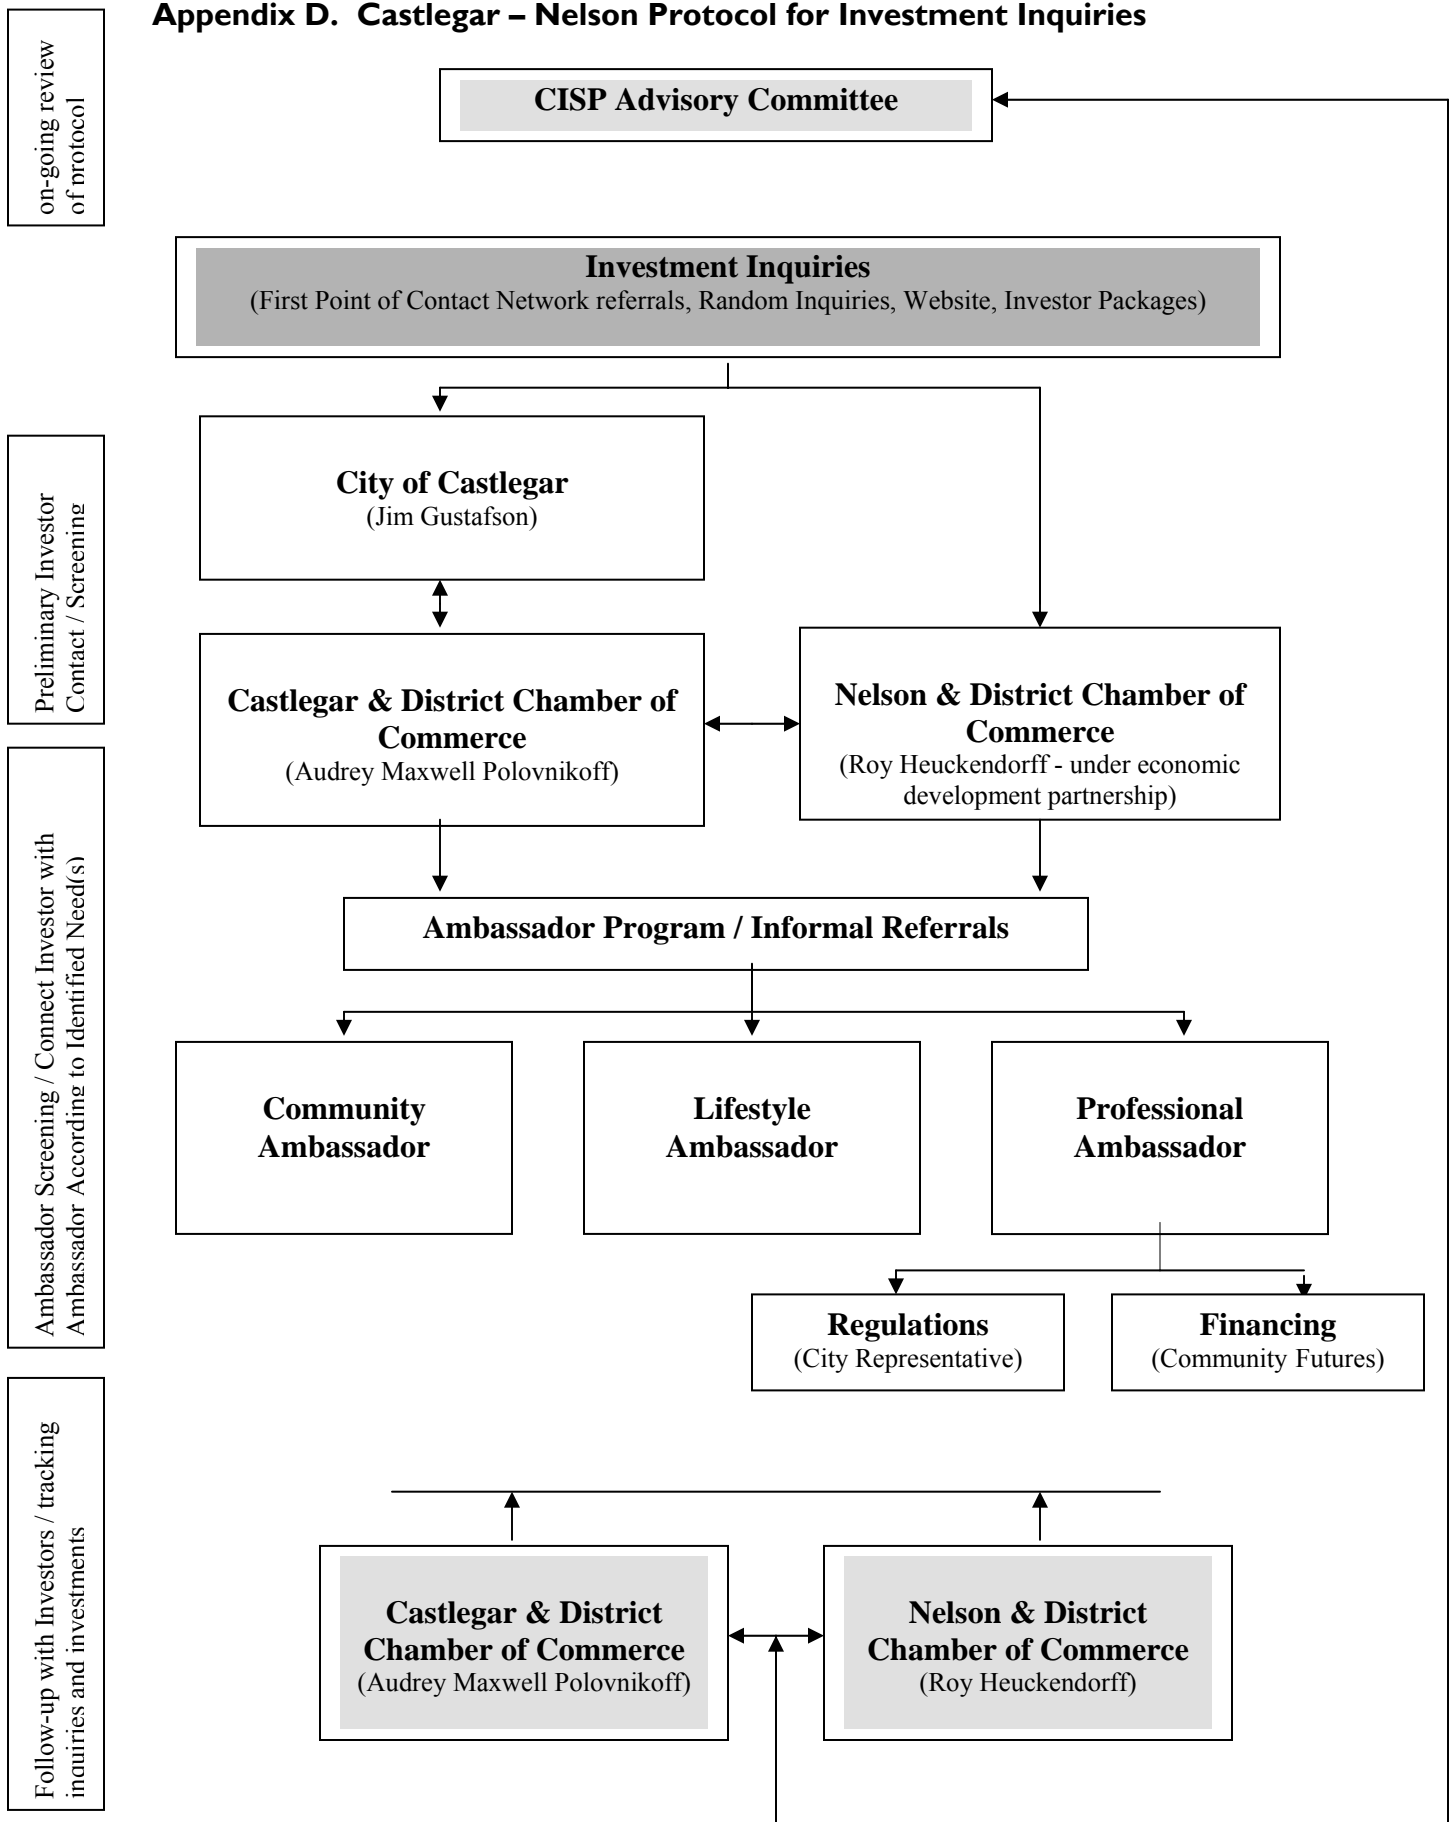 Appendix D.  Castlegar – Nelson Protocol for Investment Inquiries
on-going review
of protocol
CISP Advisory Committee
Investment Inquiries
(First Point of Contact Network referrals, Random Inquiries, Website, Investor Packages)
Preliminary Investor
Contact / Screening
City of Castlegar
(Jim Gustafson)
Castlegar & District Chamber of
Commerce
(Audrey Maxwell Polovnikoff)
Nelson & District Chamber of
Commerce
(Roy Heuckendorff - under economic
development partnership)
Ambassador Screening / Connect Investor with
Ambassador According to Identified Need(s)
Ambassador Program / Informal Referrals
Community
Ambassador
Lifestyle
Ambassador
Professional
Ambassador
Regulations
(City Representative)
Financing
(Community Futures)
Follow-up with Investors / tracking
inquiries and investments
Castlegar & District
Chamber of Commerce
(Audrey Maxwell Polovnikoff)
Nelson & District
Chamber of Commerce
(Roy Heuckendorff)